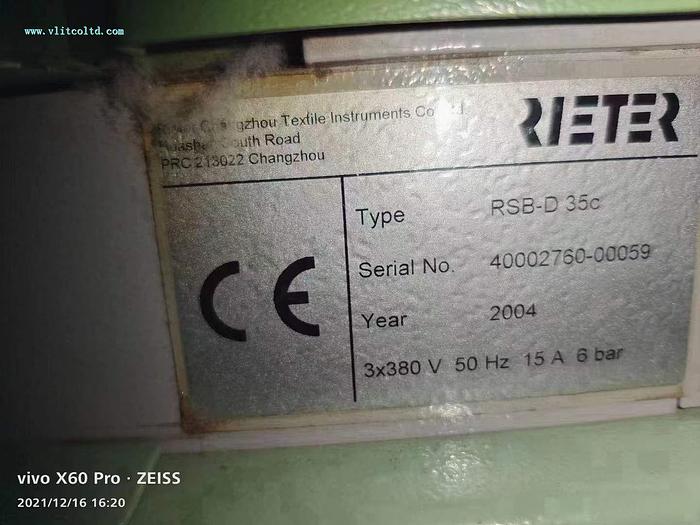 www.vlitcoltd.com
Changzhou Textile Instruments Co Ltd
South Road
PRC 213022 Changzhou
RIETER
CE
Type RSB-D 35c
Serial No. 40002760-00059
Year 2004
3x380 V 50 Hz 15 A 6 bar
vivo X60 Pro · ZEISS
2021/12/16 16:20